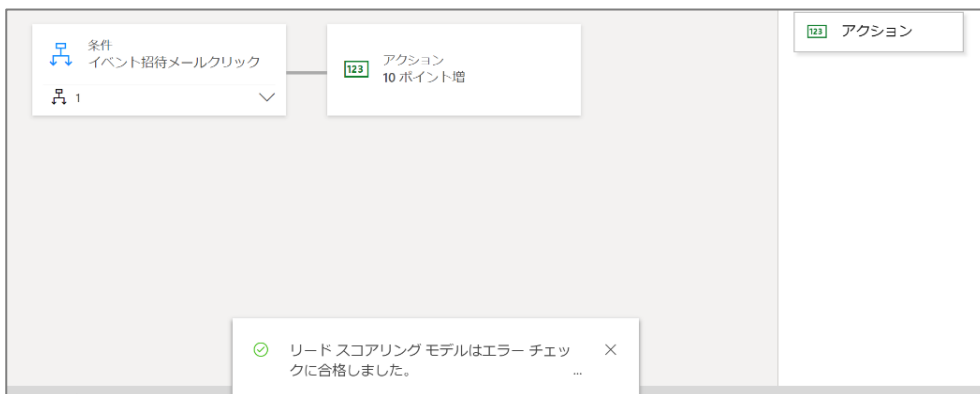 条件
イベント招待メールクリック
1
123
アクション
10 ポイント増
123
アクション
リード スコアリング モデルはエラー チェッ
クに合格しました。
...